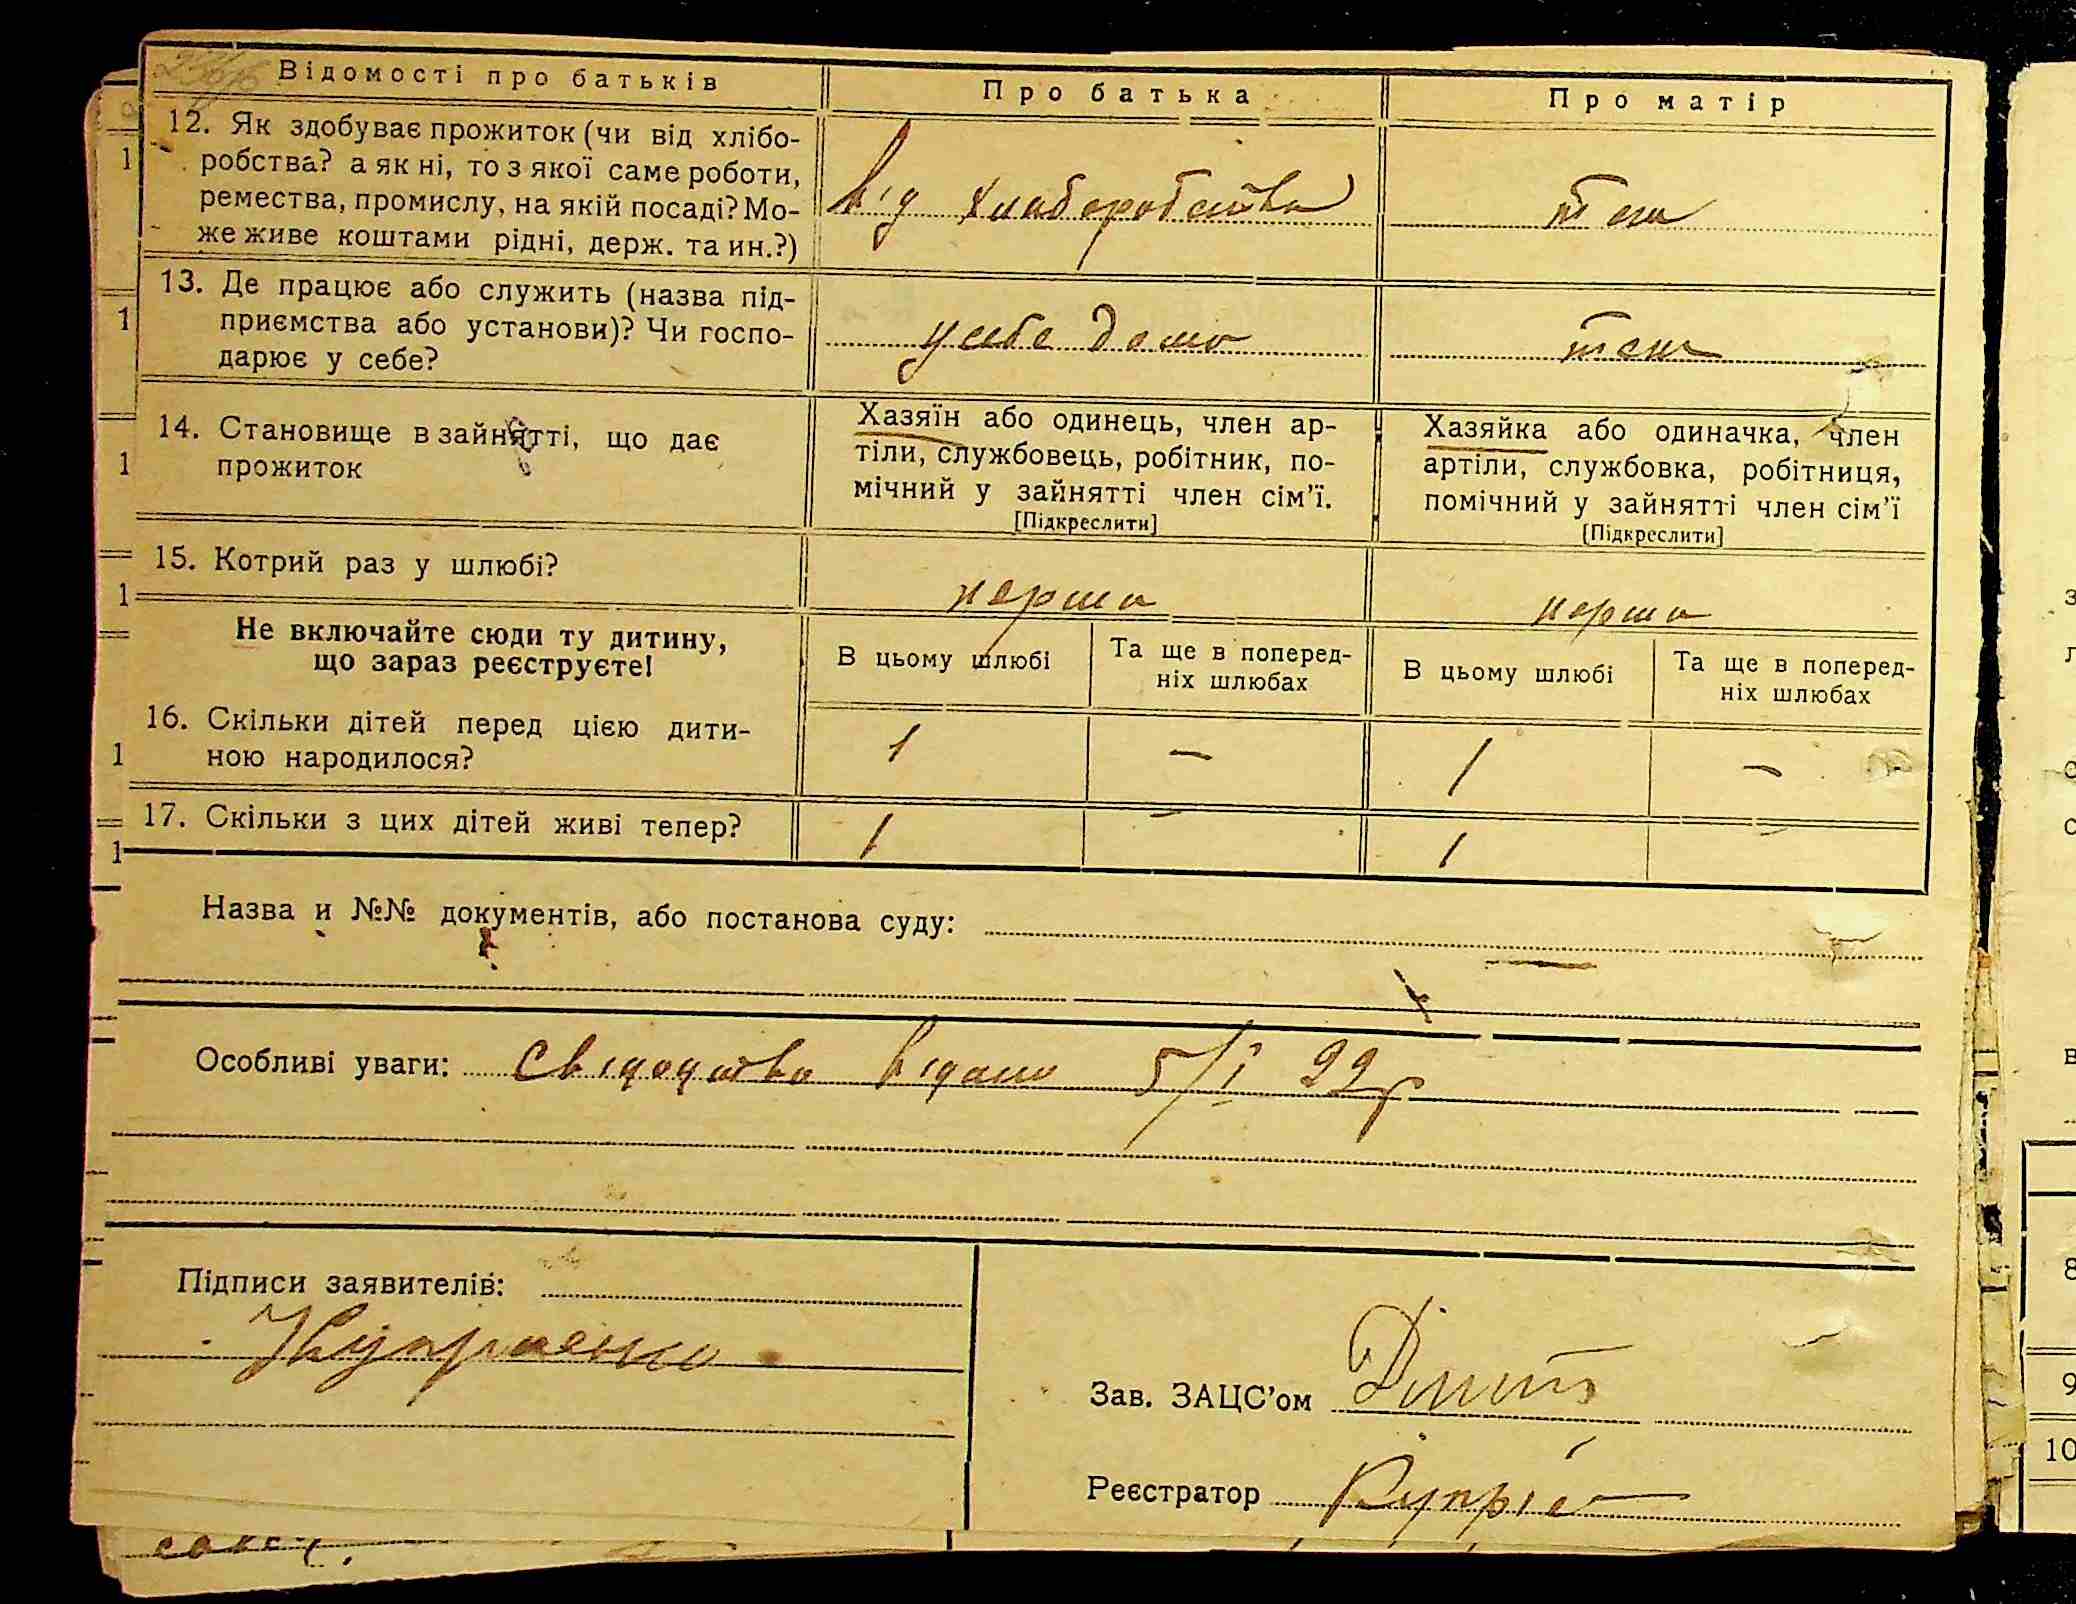 Відомості про батьків
Про батька
Про матір
12. Як здобуває прожиток (чи від хлібо-
робства? а як ні, то з якої саме роботи,
ремества, промислу, на якій посаді? Мо-
же живе коштами рідні, держ. та ин.?)
від хлаборобства
теж
13. Де працює або служить (назва під-
приємства або установи)? Чи госпо-
дарює у себе?
у себе дома
теж
14. Становище в зайнятті, що дає
прожиток
Хазяїн або одинець, член ар-
тіли, службовець, робітник, по-
мічний у зайнятті член сім'ї.
[Підкреслити]
Хазяйка або одиначка, член
артіли, службовка, робітниця,
помічний у зайнятті член сім'ї
[Підкреслити]
15. Котрий раз у шлюбі?
перша
перша
Не включайте сюди ту дитину,
що зараз реєструєте!
В цьому шлюбі
Та ще в поперед-
ніх шлюбах
В цьому шлюбі
Та ще в поперед-
ніх шлюбах
16. Скільки дітей перед цією дити-
ною народилося?
1 — 1 —
17. Скільки з цих дітей живі тепер?
1 — 1 —
Назва и №№ документів, або постанова суду: —
Особливі уваги: Свідоцтво видано 5/I 22р
Підписи заявителів:
Зав. ЗАЦС'ом
Реєстратор
8
9
10